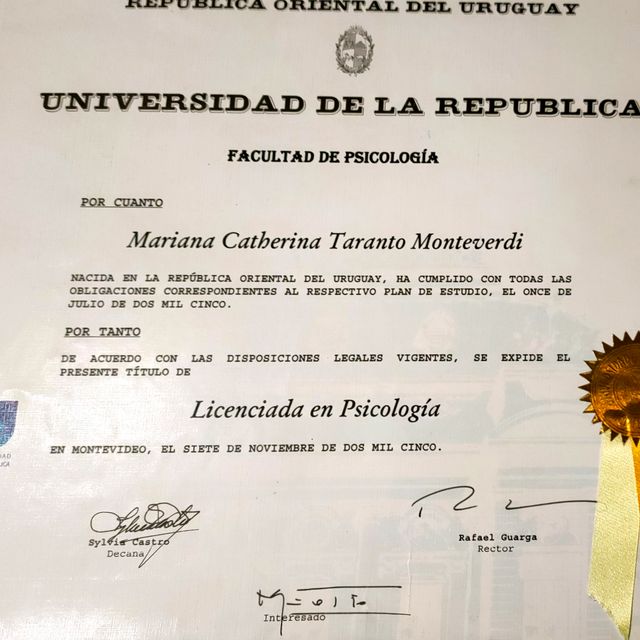 REPÚBLICA ORIENTAL DEL URUGUAY
UNIVERSIDAD DE LA REPUBLICA
FACULTAD DE PSICOLOGÍA
POR CUANTO
Mariana Catherina Taranto Monteverdi
NACIDA EN LA REPÚBLICA ORIENTAL DEL URUGUAY, HA CUMPLIDO CON TODAS LAS
OBLIGACIONES CORRESPONDIENTES AL RESPECTIVO PLAN DE ESTUDIO, EL ONCE DE
JULIO DE DOS MIL CINCO.
POR TANTO
DE ACUERDO CON LAS DISPOSICIONES LEGALES VIGENTES, SE EXPIDE EL
PRESENTE TÍTULO DE
Licenciada en Psicología
EN MONTEVIDEO, EL SIETE DE NOVIEMBRE DE DOS MIL CINCO.
Sylvia Castro
Decana
Rafael Guarga
Rector
Interesado